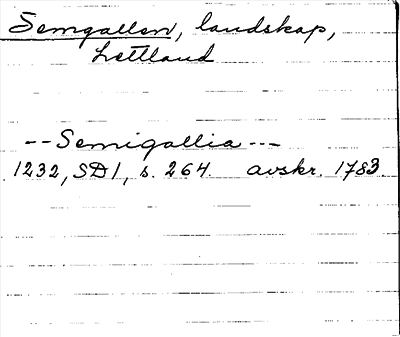 Semgallen, landskap,
Lettland
--Semigallia---
1232, SD1, s. 264. avskr. 1783